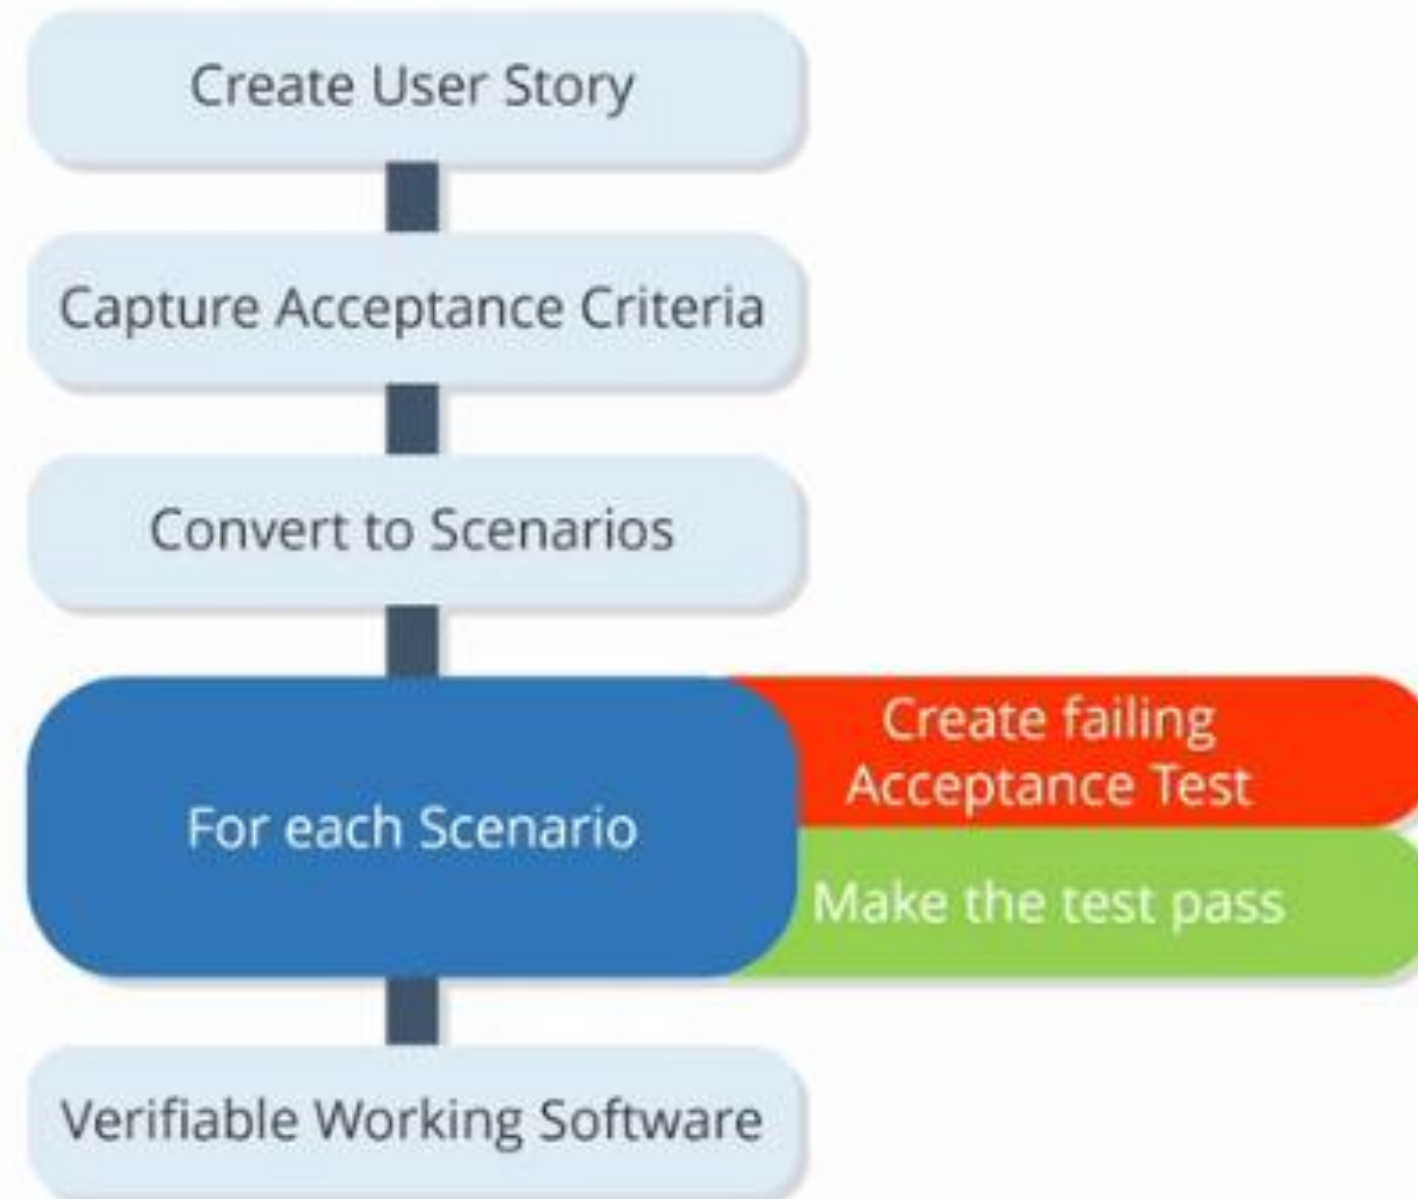 Create User Story
Capture Acceptance Criteria
Convert to Scenarios
For each Scenario
Create failing
Acceptance Test
Make the test pass
Verifiable Working Software